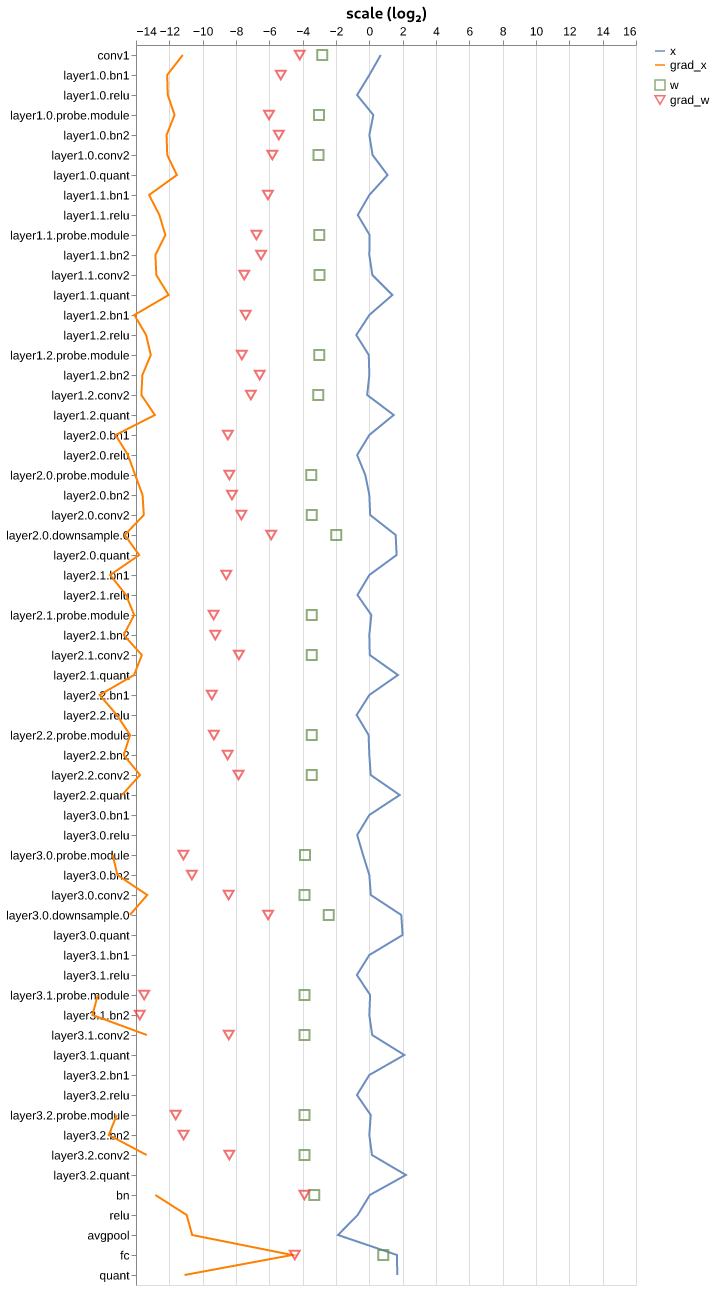 scale (log₂)
−14 −12 −10 −8 −6 −4 −2 0 2 4 6 8 10 12 14 16
x
grad_x
w
grad_w
conv1
layer1.0.bn1
layer1.0.relu
layer1.0.probe.module
layer1.0.bn2
layer1.0.conv2
layer1.0.quant
layer1.1.bn1
layer1.1.relu
layer1.1.probe.module
layer1.1.bn2
layer1.1.conv2
layer1.1.quant
layer1.2.bn1
layer1.2.relu
layer1.2.probe.module
layer1.2.bn2
layer1.2.conv2
layer1.2.quant
layer2.0.bn1
layer2.0.relu
layer2.0.probe.module
layer2.0.bn2
layer2.0.conv2
layer2.0.downsample.0
layer2.0.quant
layer2.1.bn1
layer2.1.relu
layer2.1.probe.module
layer2.1.bn2
layer2.1.conv2
layer2.1.quant
layer2.2.bn1
layer2.2.relu
layer2.2.probe.module
layer2.2.bn2
layer2.2.conv2
layer2.2.quant
layer3.0.bn1
layer3.0.relu
layer3.0.probe.module
layer3.0.bn2
layer3.0.conv2
layer3.0.downsample.0
layer3.0.quant
layer3.1.bn1
layer3.1.relu
layer3.1.probe.module
layer3.1.bn2
layer3.1.conv2
layer3.1.quant
layer3.2.bn1
layer3.2.relu
layer3.2.probe.module
layer3.2.bn2
layer3.2.conv2
layer3.2.quant
bn
relu
avgpool
fc
quant